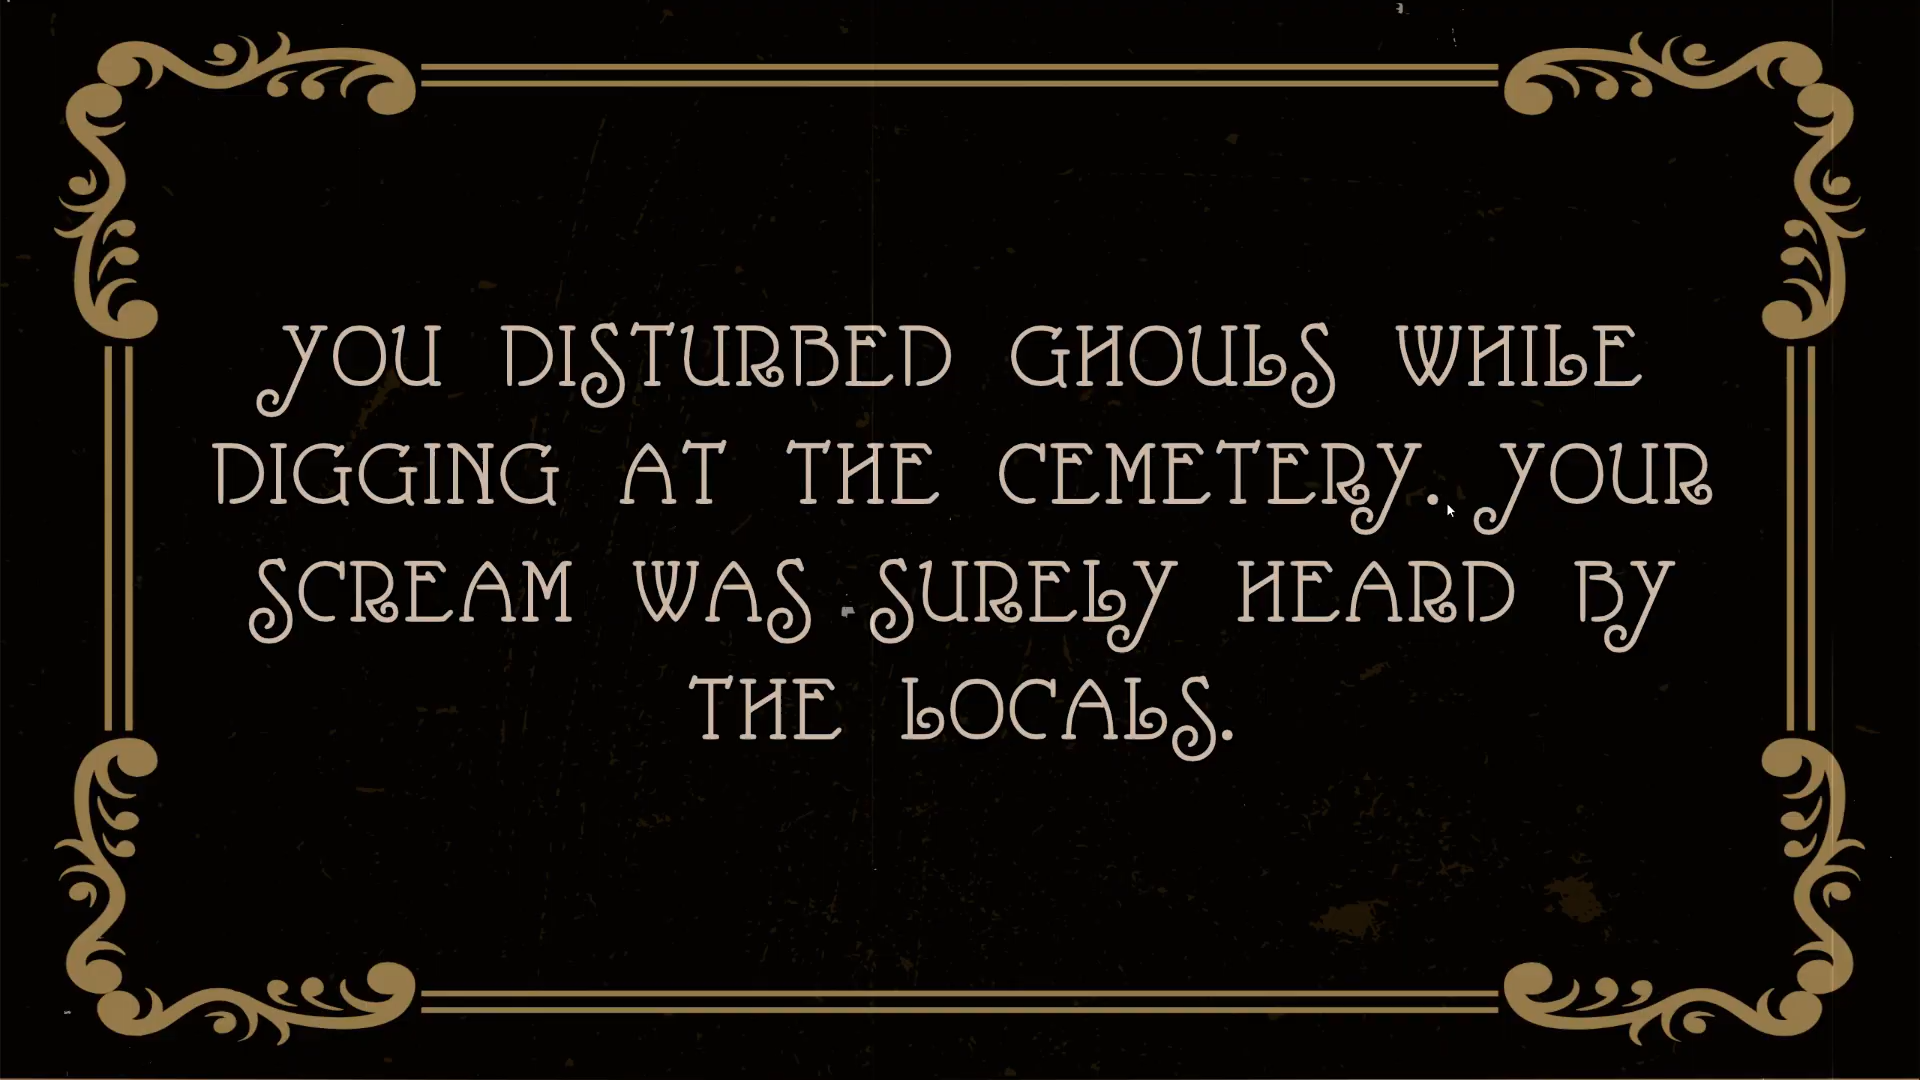 YOU DISTURBED GHOULS WHILE
DIGGING AT THE CEMETERY. YOUR
SCREAM WAS SURELY HEARD BY
THE LOCALS.